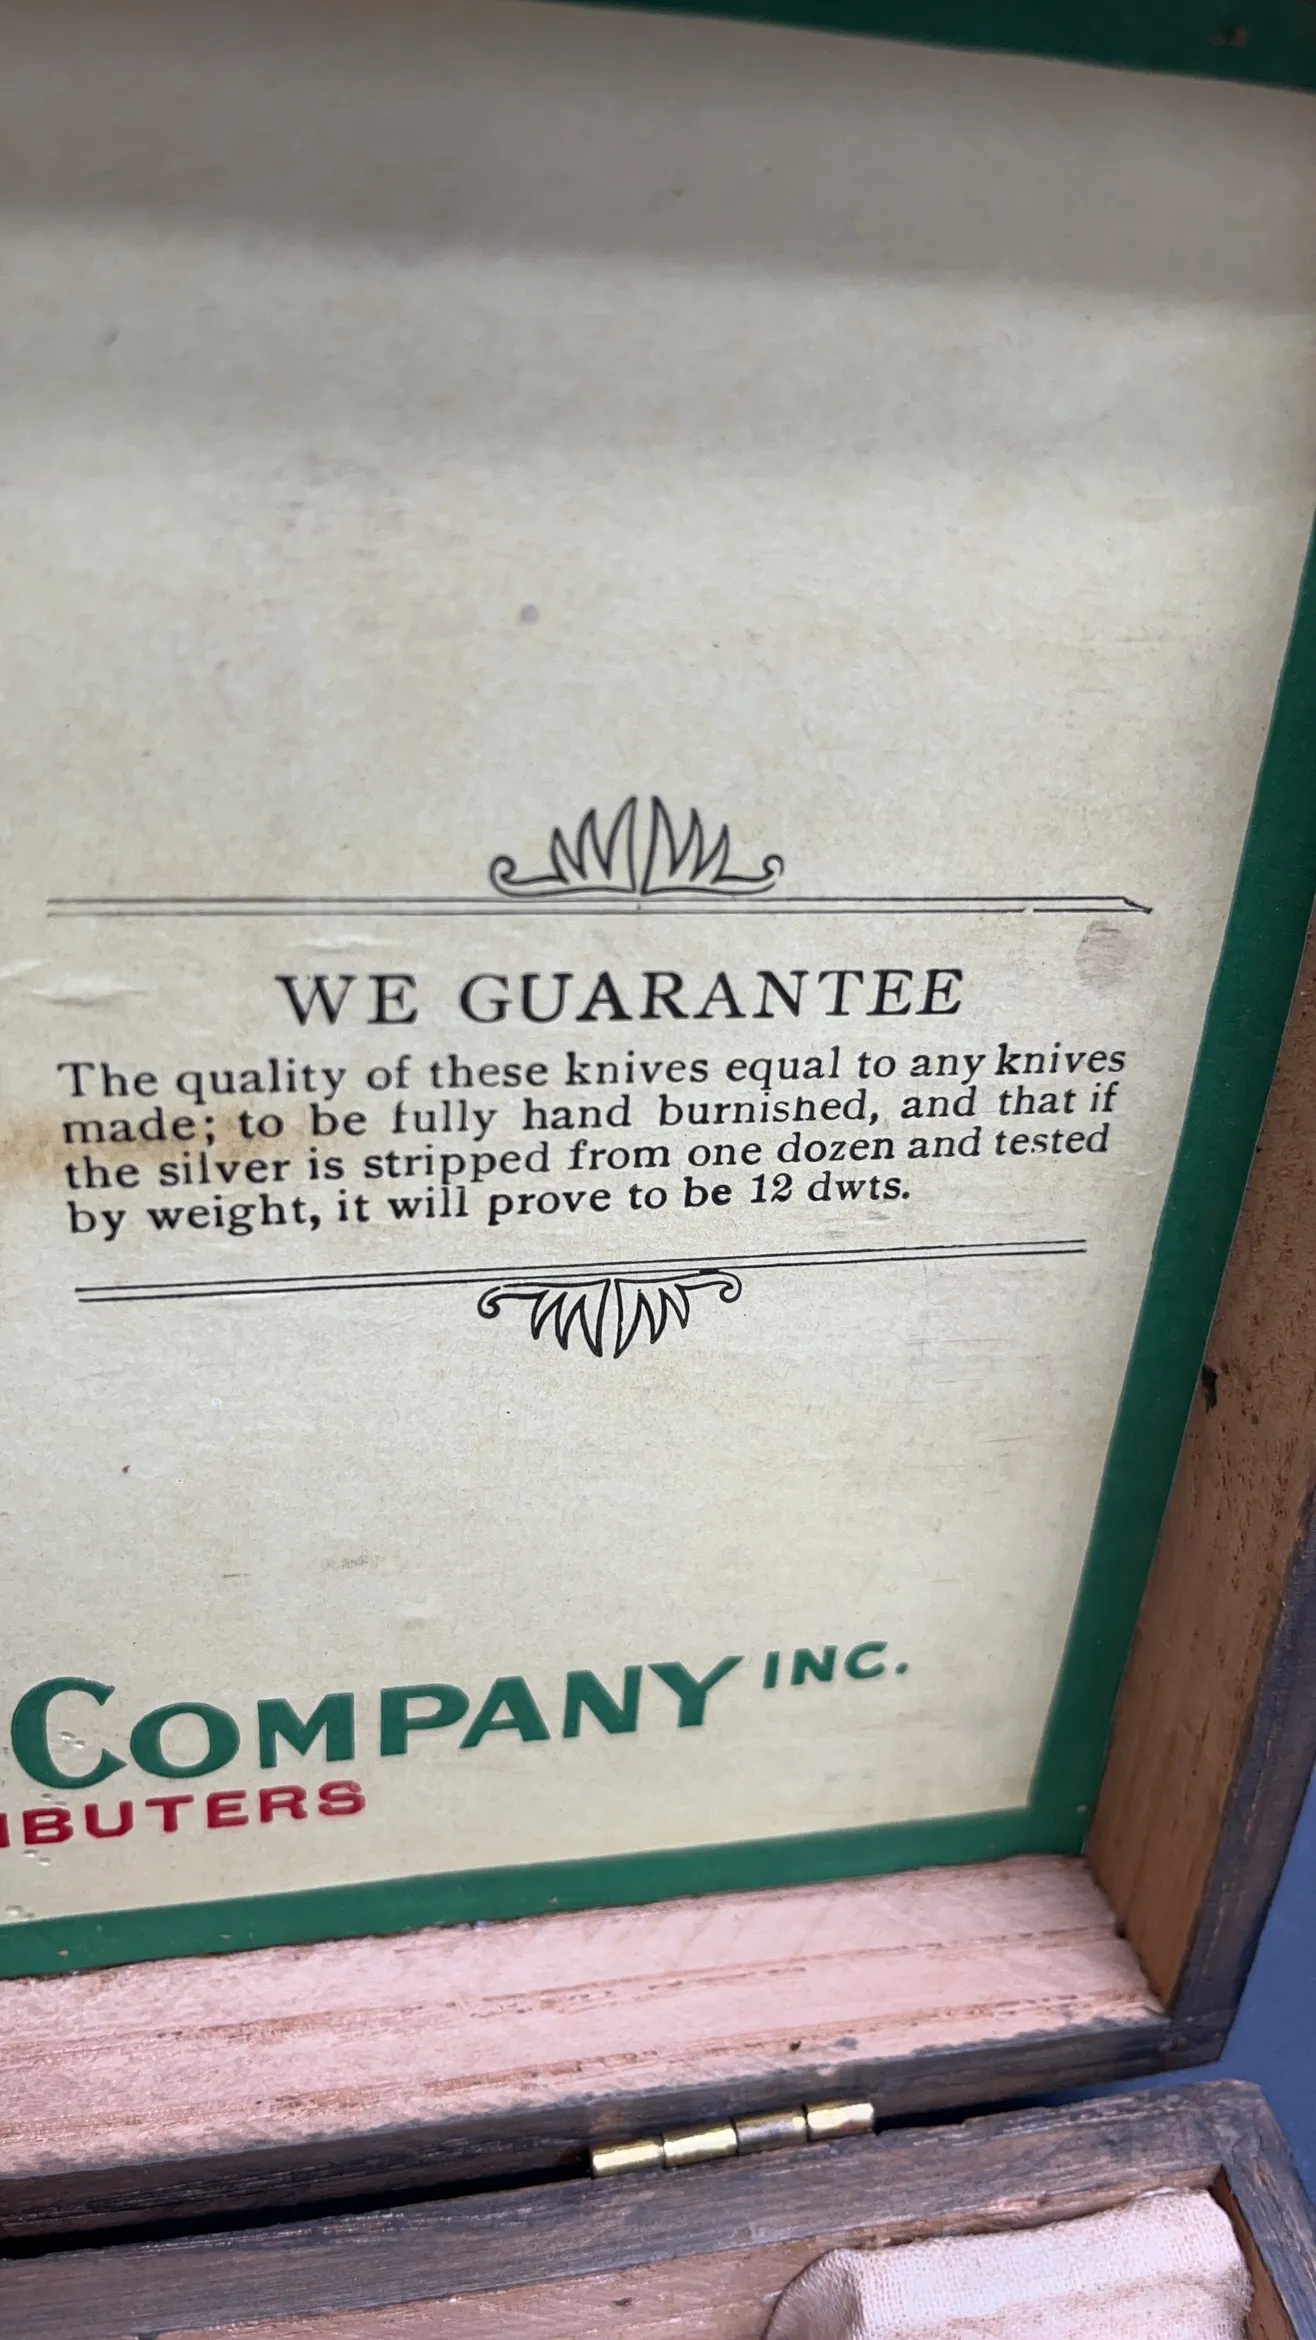 WE GUARANTEE
The quality of these knives equal to any knives
made; to be fully hand burnished, and that if
the silver is stripped from one dozen and tested
by weight, it will prove to be 12 dwts.
COMPANY INC.
IBUTERS